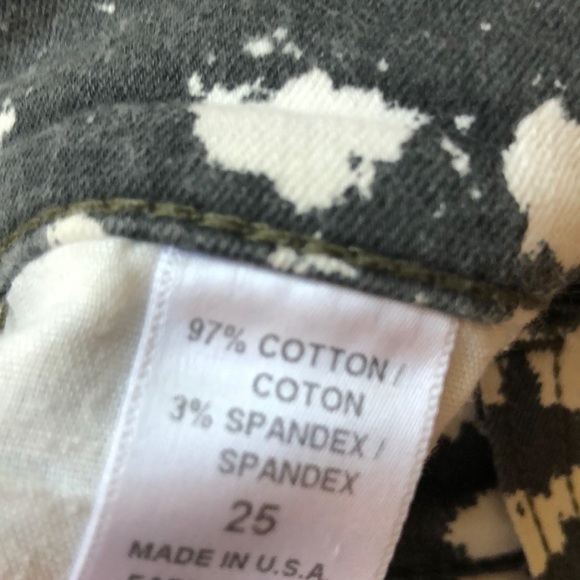 97% COTTON /
COTON
3% SPANDEX /
SPANDEX
25
MADE IN U.S.A.